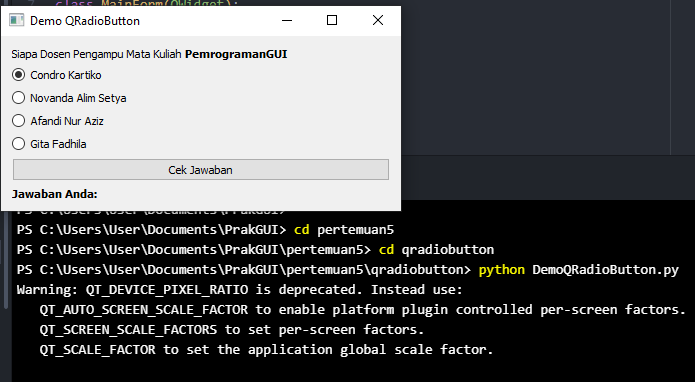 class MainForm(QWidget):
Demo QRadioButton
Siapa Dosen Pengampu Mata Kuliah PemrogramanGUI
Condro Kartiko
Novanda Alim Setya
Afandi Nur Aziz
Gita Fadhila
Cek Jawaban
Jawaban Anda:
PS C:\Users\User\Documents\PrakGUI>
PS C:\Users\User\Documents\PrakGUI> cd pertemuan5
PS C:\Users\User\Documents\PrakGUI\pertemuan5> cd qradiobutton
PS C:\Users\User\Documents\PrakGUI\pertemuan5\qradiobutton> python DemoQRadioButton.py
Warning: QT_DEVICE_PIXEL_RATIO is deprecated. Instead use:
QT_AUTO_SCREEN_SCALE_FACTOR to enable platform plugin controlled per-screen factors.
QT_SCREEN_SCALE_FACTORS to set per-screen factors.
QT_SCALE_FACTOR to set the application global scale factor.